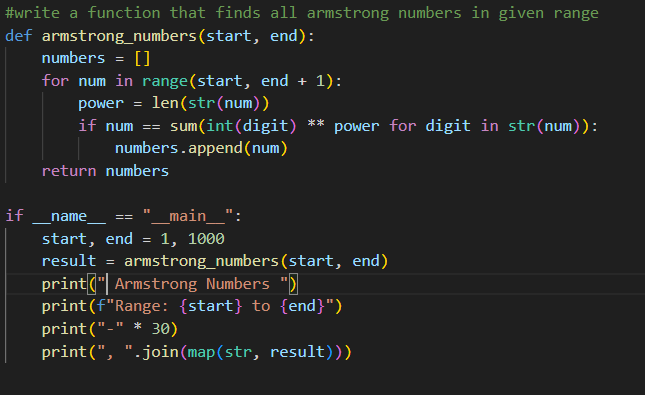 #write a function that finds all armstrong numbers in given range
def armstrong_numbers(start, end):
    numbers = []
    for num in range(start, end + 1):
        power = len(str(num))
        if num == sum(int(digit) ** power for digit in str(num)):
            numbers.append(num)
    return numbers

if __name__ == "__main__":
    start, end = 1, 1000
    result = armstrong_numbers(start, end)
    print(" Armstrong Numbers ")
    print(f"Range: {start} to {end}")
    print("-" * 30)
    print(", ".join(map(str, result)))